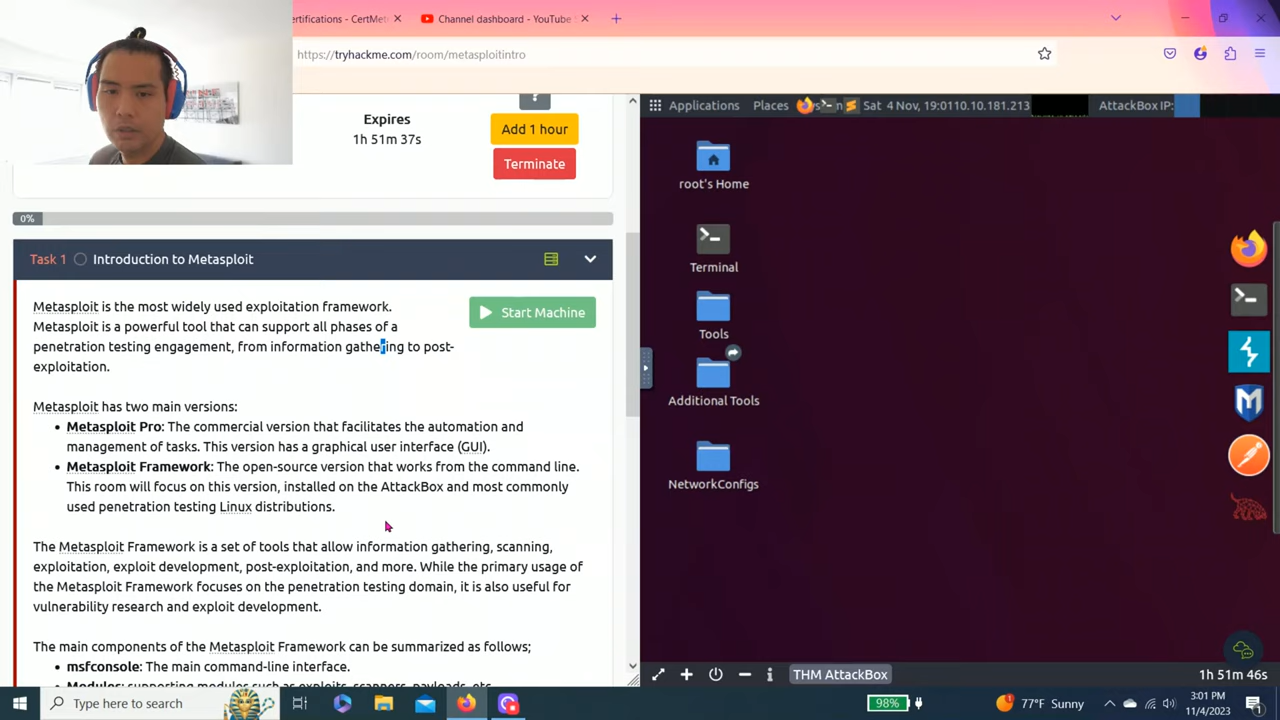 ertifications - CertMet
Channel dashboard - YouTube
https://tryhackme.com/room/metasploitintro
?
Expires
1h 51m 37s
Add 1 hour
Terminate
0%
Task 1
Introduction to Metasploit
Metasploit is the most widely used exploitation framework.
Metasploit is a powerful tool that can support all phases of a
penetration testing engagement, from information gathering to post-
exploitation.
Start Machine
Metasploit has two main versions:
• Metasploit Pro: The commercial version that facilitates the automation and
management of tasks. This version has a graphical user interface (GUI).
• Metasploit Framework: The open-source version that works from the command line.
This room will focus on this version, installed on the AttackBox and most commonly
used penetration testing Linux distributions.
The Metasploit Framework is a set of tools that allow information gathering, scanning,
exploitation, exploit development, post-exploitation, and more. While the primary usage of
the Metasploit Framework focuses on the penetration testing domain, it is also useful for
vulnerability research and exploit development.
The main components of the Metasploit Framework can be summarized as follows;
• msfconsole: The main command-line interface.
• Modules: supporting modules such as exploits, scanners, payloads, etc.
Applications Places Sat 4 Nov, 19:01 10.10.181.213 AttackBox IP:
root's Home
Terminal
Tools
Additional Tools
NetworkConfigs
THM AttackBox
1h 51m 46s
Type here to search
98%
77°F Sunny
3:01 PM
11/4/2023